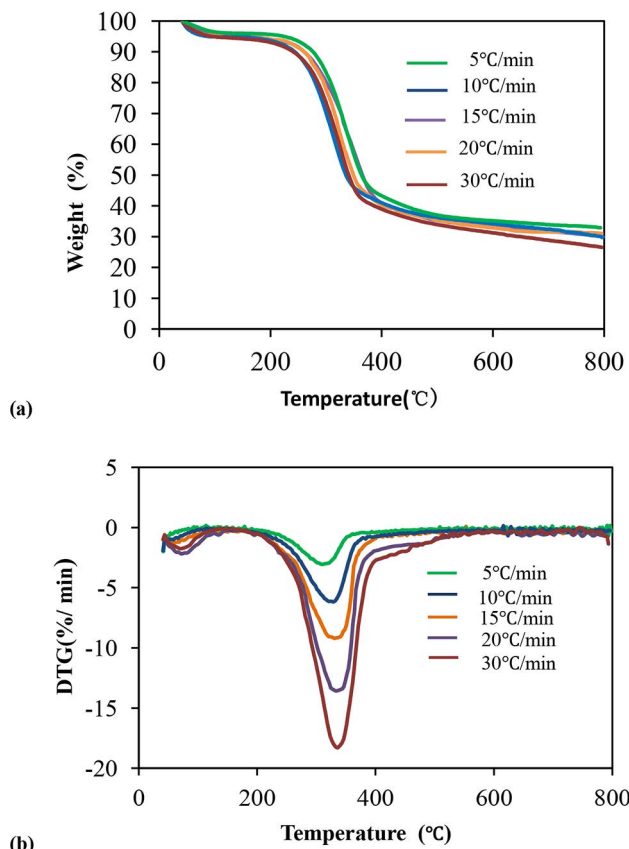 100
90
80
70
60
50
40
30
20
10
0
Weight (%)
5℃/min
10℃/min
15℃/min
20℃/min
30℃/min
0 200 400 600 800
Temperature(℃)
(a)
5
0
-5
-10
-15
-20
DTG(%/ min)
5℃/min
10℃/min
15℃/min
20℃/min
30℃/min
0 200 400 600 800
Temperature (℃)
(b)